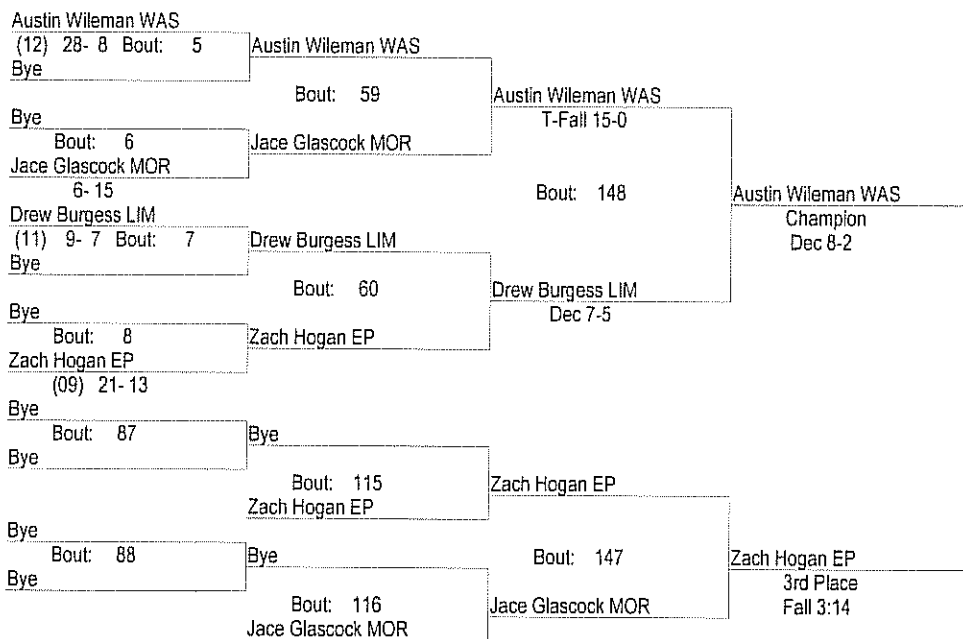 Austin Wileman WAS
(12) 28- 8 Bout: 5
Bye
Austin Wileman WAS
Bout: 59
Bye
Bout: 6
Jace Glascock MOR
6- 15
Jace Glascock MOR
Austin Wileman WAS
T-Fall 15-0
Bout: 148
Drew Burgess LIM
(11) 9- 7 Bout: 7
Bye
Drew Burgess LIM
Bout: 60
Bye
Bout: 8
Zach Hogan EP
(09) 21- 13
Zach Hogan EP
Drew Burgess LIM
Dec 7-5
Austin Wileman WAS
Champion
Dec 8-2
Bye
Bout: 87
Bye
Bye
Bout: 115
Zach Hogan EP
Zach Hogan EP
Bye
Bout: 88
Bye
Bye
Bout: 116
Jace Glascock MOR
Bout: 147
Jace Glascock MOR
Zach Hogan EP
3rd Place
Fall 3:14